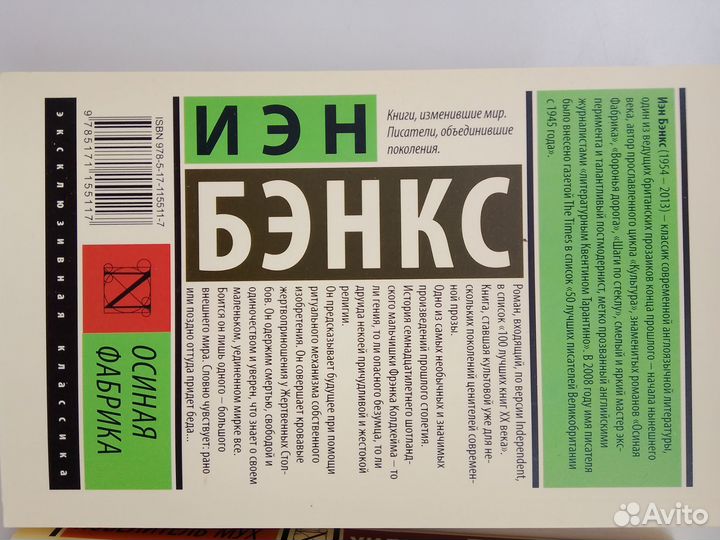 ИЭН
БЭНКС
Книги, изменившие мир.
Писатели, объединившие
поколения.
Иэн Бэнкс (1954 – 2013) – классик современной англоязычной литературы,
один из ведущих британских прозаиков конца прошлого – начала нынешнего
века, автор прославленного цикла «Культура», знаменитых романов «Осиная
Фабрика», «Воронья дорога», «Шаги по стеклу», смелый и яркий мастер экс-
перимента и талантливый постмодернист, метко прозванный английскими
журналистами «литературным Квентином Тарантино». В 2008 году имя писателя
было внесено газетой The Times в список «50 лучших писателей Великобритании
с 1945 года».
Роман, входящий, по версии Independent,
в список «100 лучших книг XX века».
Книга, ставшая культовой уже для не-
скольких поколений ценителей современ-
ной прозы.
Одно из самых необычных и значимых
произведений прошлого столетия.
История семнадцатилетнего шотланд-
ского мальчишки Фрэнка Колдхейма – то
ли гения, то ли опасного безумца, то ли
друида некоей причудливой и жестокой
религии.
Он предсказывает будущее при помощи
ритуального механизма собственного
изобретения. Он совершает кровавые
жертвоприношения у Жертвенных Стол-
бов. Он одержим смертью, свободой и
одиночеством и уверен, что знает о своем
маленьком, уединенном мирке все.
Боится он лишь одного – большого
внешнего мира. Словно чувствует: рано
или поздно оттуда придет беда...
ОСИНАЯ
ФАБРИКА
ISBN 978-5-17-115511-7
9 785171 155117
эксклюзивная классика
Avito